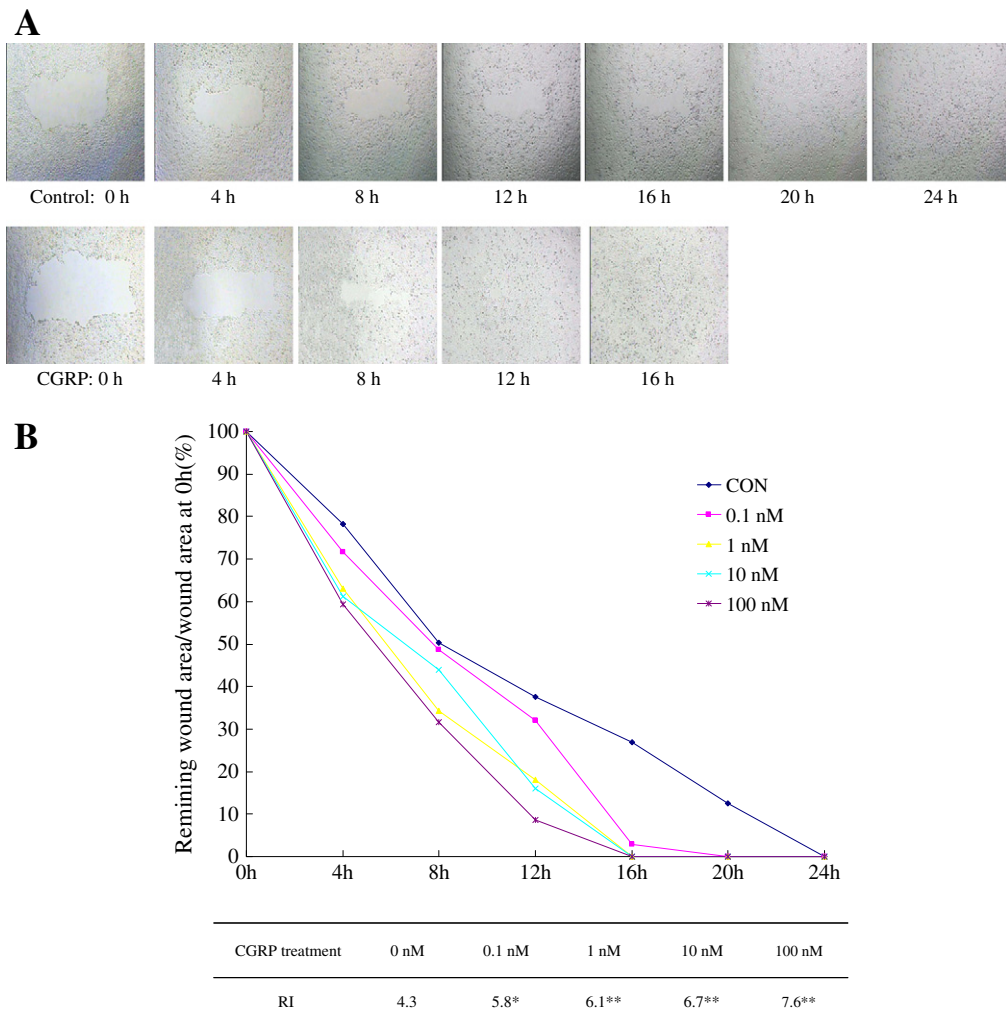 A
Control: 0 h 4 h 8 h 12 h 16 h 20 h 24 h
CGRP: 0 h 4 h 8 h 12 h 16 h
B
Remining wound area/wound area at 0h(%)
100
90
80
70
60
50
40
30
20
10
0
0h 4h 8h 12h 16h 20h 24h
CON
0.1 nM
1 nM
10 nM
100 nM
CGRP treatment 0 nM 0.1 nM 1 nM 10 nM 100 nM
RI 4.3 5.8* 6.1** 6.7** 7.6**